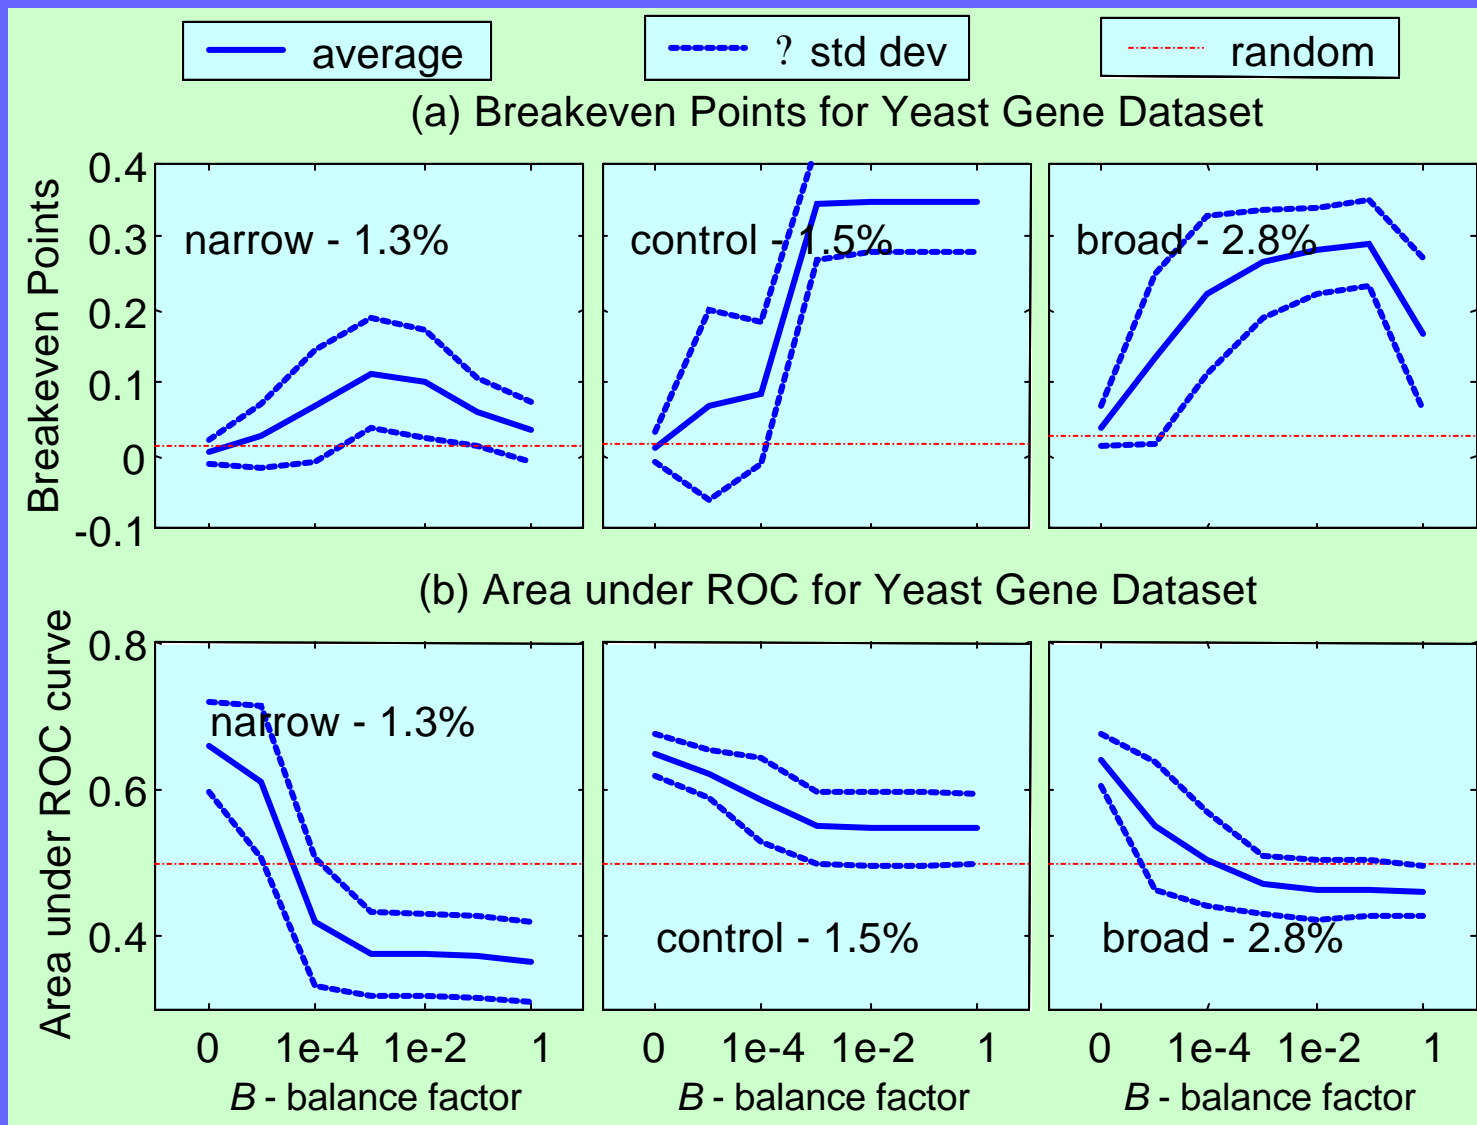 average ? std dev random
(a) Breakeven Points for Yeast Gene Dataset
Breakeven Points
0.4
0.3
0.2
0.1
0
-0.1
narrow - 1.3% control - 1.5% broad - 2.8%
(b) Area under ROC for Yeast Gene Dataset
Area under ROC curve
0.8
0.6
0.4
narrow - 1.3%
control - 1.5% broad - 2.8%
0 1e-4 1e-2 1 0 1e-4 1e-2 1 0 1e-4 1e-2 1
B - balance factor B - balance factor B - balance factor